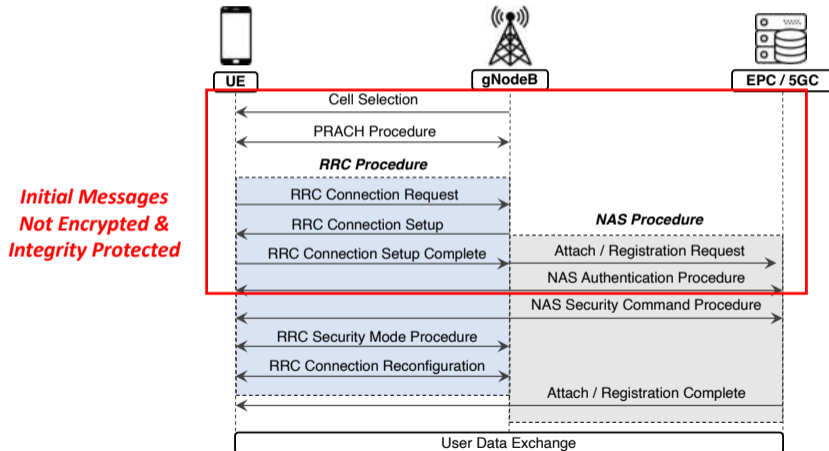 UE
gNodeB
EPC / 5GC
Cell Selection
PRACH Procedure
RRC Procedure
Initial Messages
Not Encrypted &
Integrity Protected
RRC Connection Request
RRC Connection Setup
NAS Procedure
RRC Connection Setup Complete
Attach / Registration Request
NAS Authentication Procedure
NAS Security Command Procedure
RRC Security Mode Procedure
RRC Connection Reconfiguration
Attach / Registration Complete
User Data Exchange